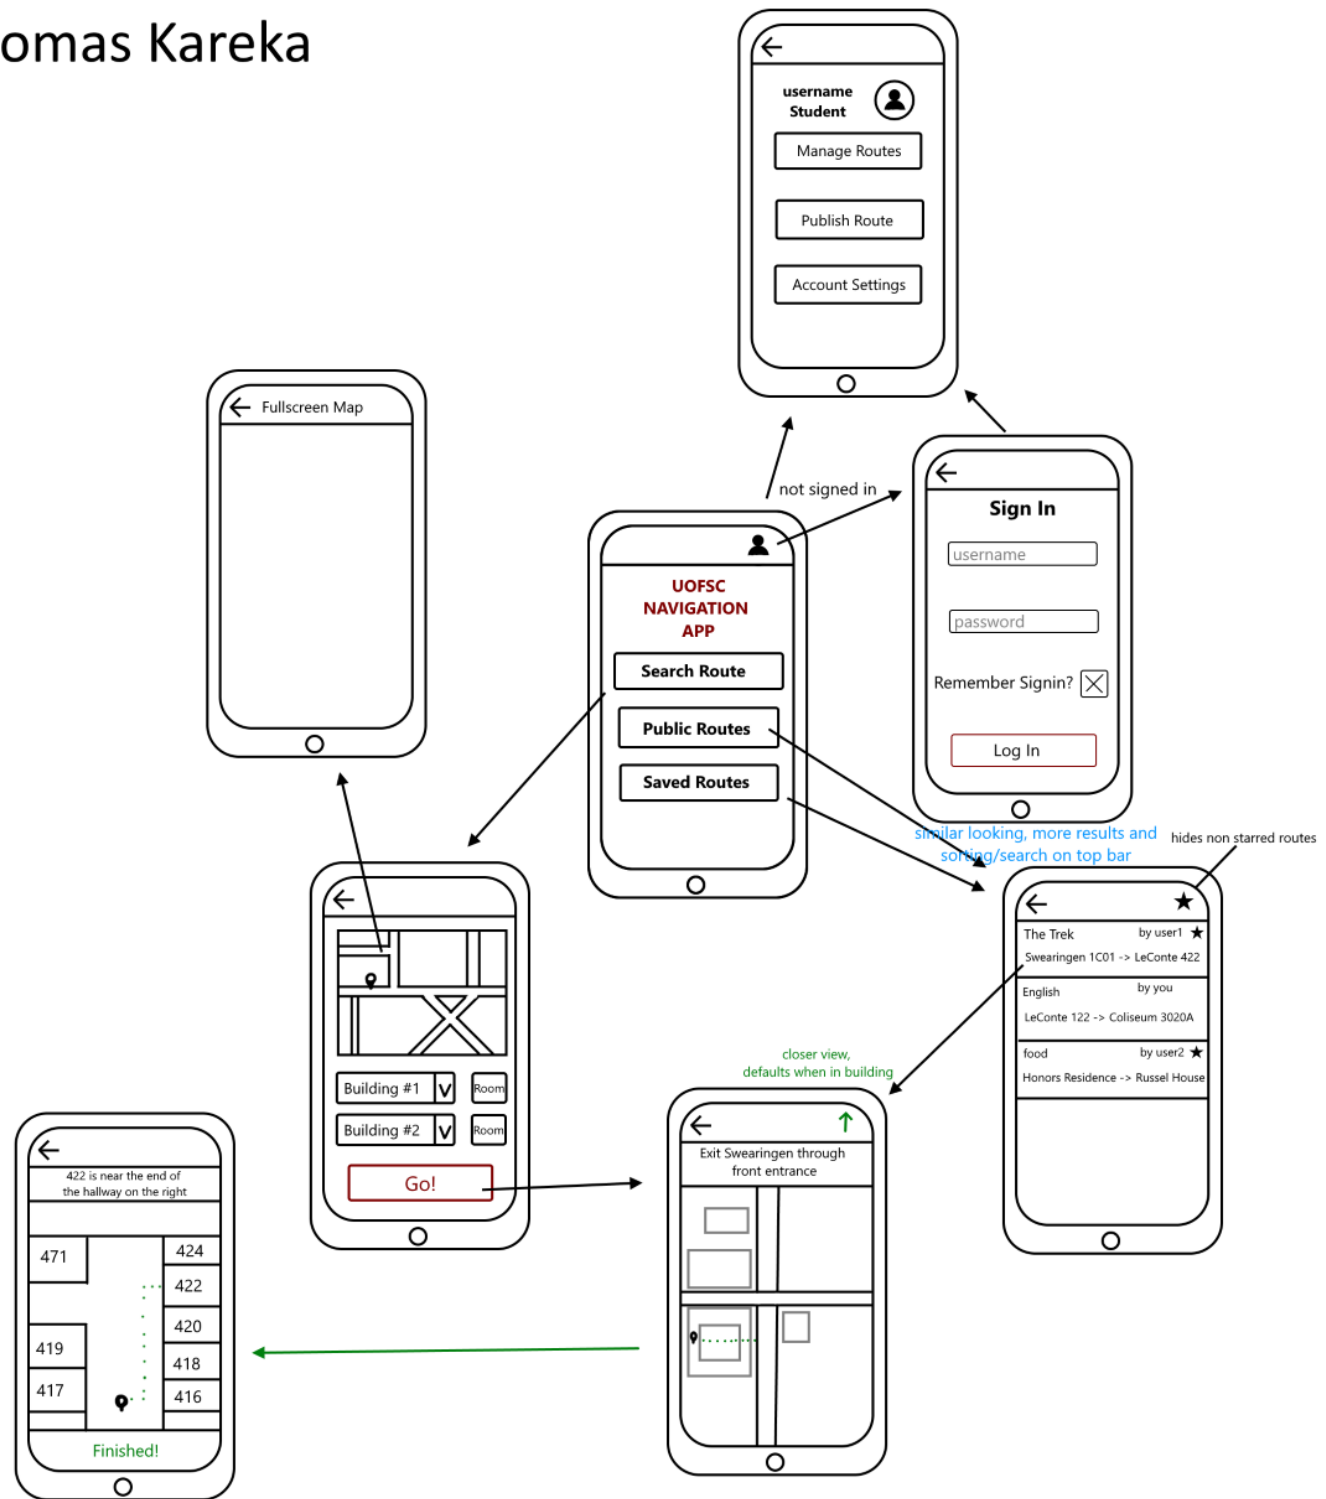 omas Kareka
username
Student
Manage Routes
Publish Route
Account Settings
Fullscreen Map
not signed in
Sign In
username
password
Remember Signin?
Log In
UOFSC
NAVIGATION
APP
Search Route
Public Routes
Saved Routes
similar looking, more results and
sorting/search on top bar
hides non starred routes
The Trek by user1
Swearingen 1C01 -> LeConte 422
English by you
LeConte 122 -> Coliseum 3020A
food by user2
Honors Residence -> Russel House
Building #1 V Room
Building #2 V Room
Go!
closer view,
defaults when in building
Exit Swearingen through
front entrance
422 is near the end of
the hallway on the right
471
424
422
420
419
418
417
416
Finished!